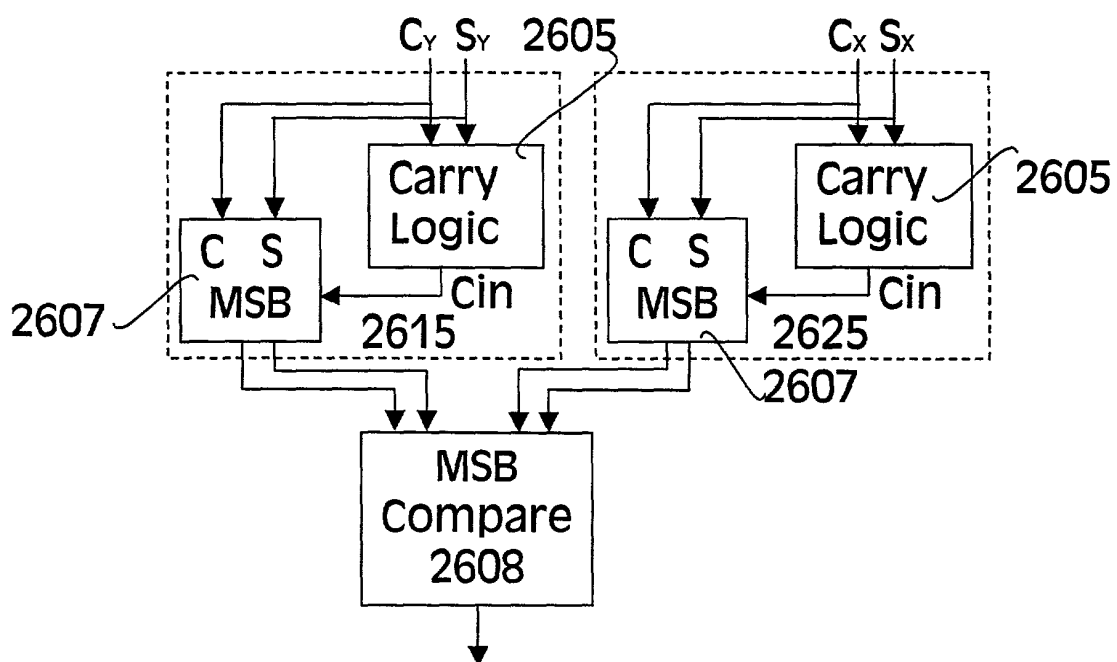 CY SY 2605
CX SX
Carry
Logic
Carry
Logic
2605
C S
MSB
Cin
2607
2615
C S
MSB
Cin
2625
2607
MSB
Compare
2608